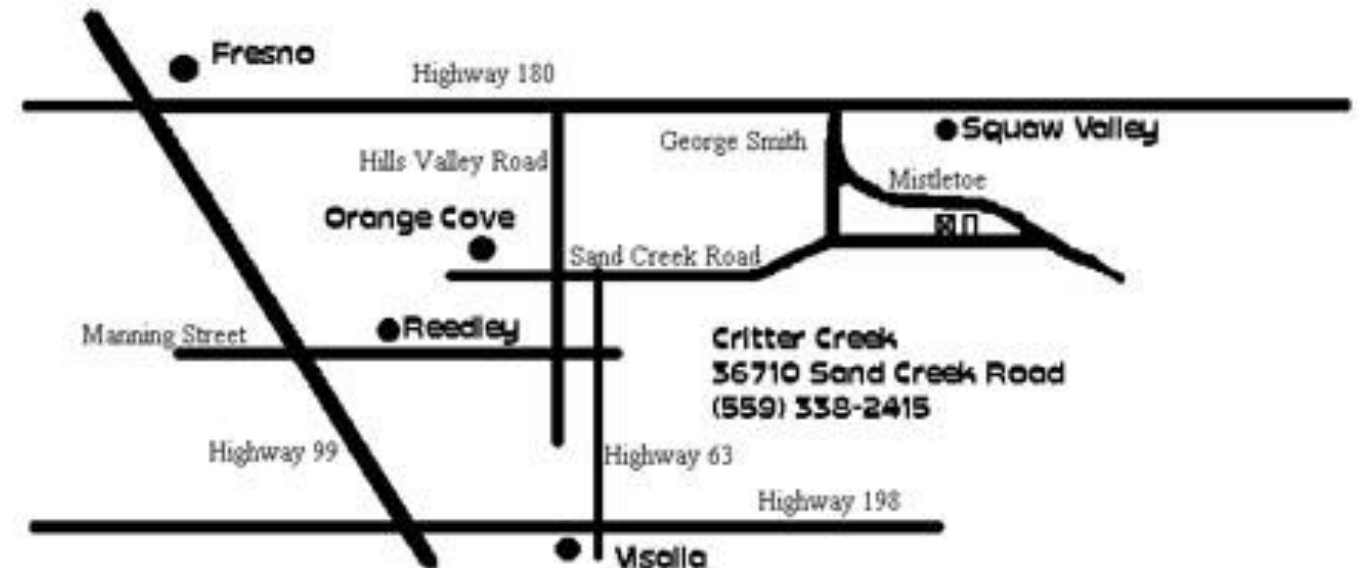 Fresno
Highway 180
Squaw Valley
George Smith
Hills Valley Road
Mistletoe
Orange Cove
Sand Creek Road
Reedley
Manning Street
Critter Creek
36710 Sand Creek Road
(559) 338-2415
Highway 99
Highway 63
Highway 198
Visalia